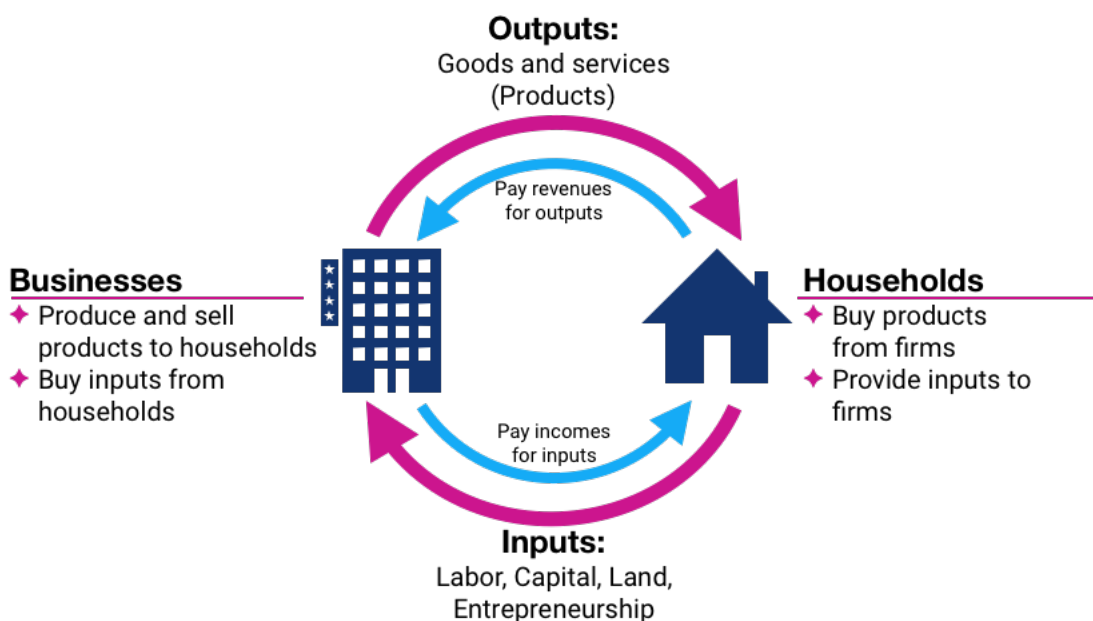 Outputs:
Goods and services
(Products)
Pay revenues
for outputs
Businesses
Produce and sell
products to households
Buy inputs from
households
Households
Buy products
from firms
Provide inputs to
firms
Pay incomes
for inputs
Inputs:
Labor, Capital, Land,
Entrepreneurship